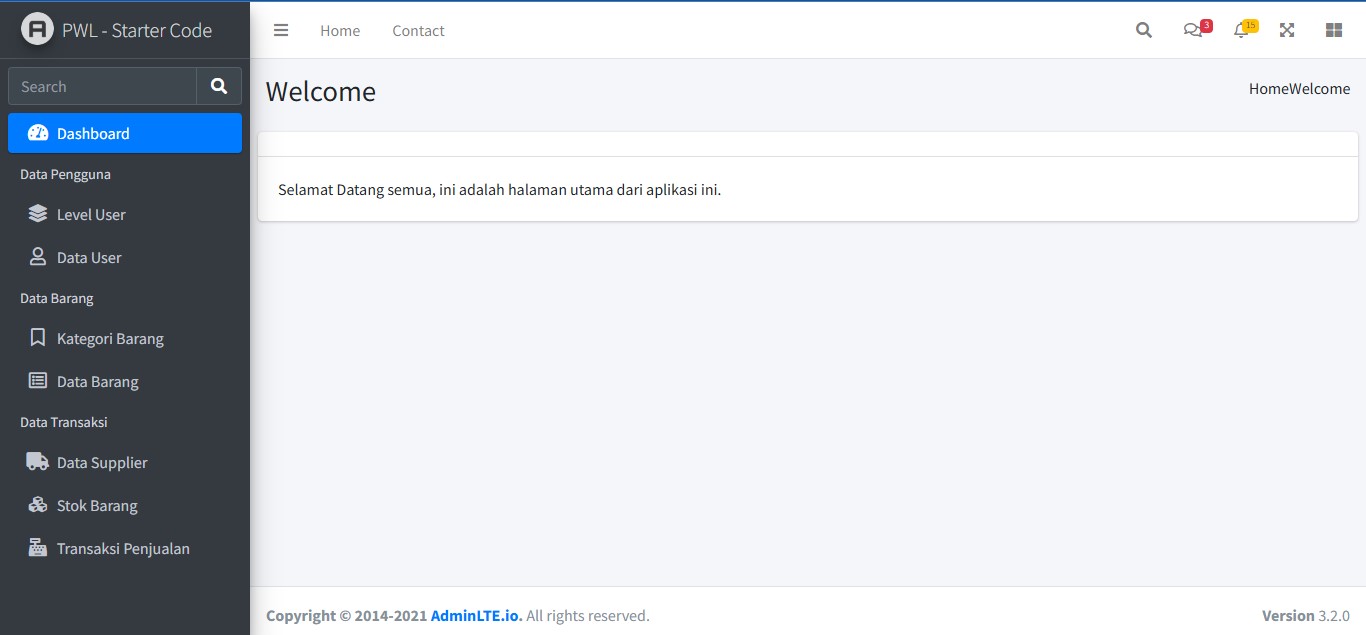 PWL - Starter Code
Home
Contact
3
15
Search
Welcome
HomeWelcome
Dashboard
Data Pengguna
Level User
Data User
Data Barang
Kategori Barang
Data Barang
Data Transaksi
Data Supplier
Stok Barang
Transaksi Penjualan
Selamat Datang semua, ini adalah halaman utama dari aplikasi ini.
Copyright © 2014-2021 AdminLTE.io. All rights reserved.
Version 3.2.0